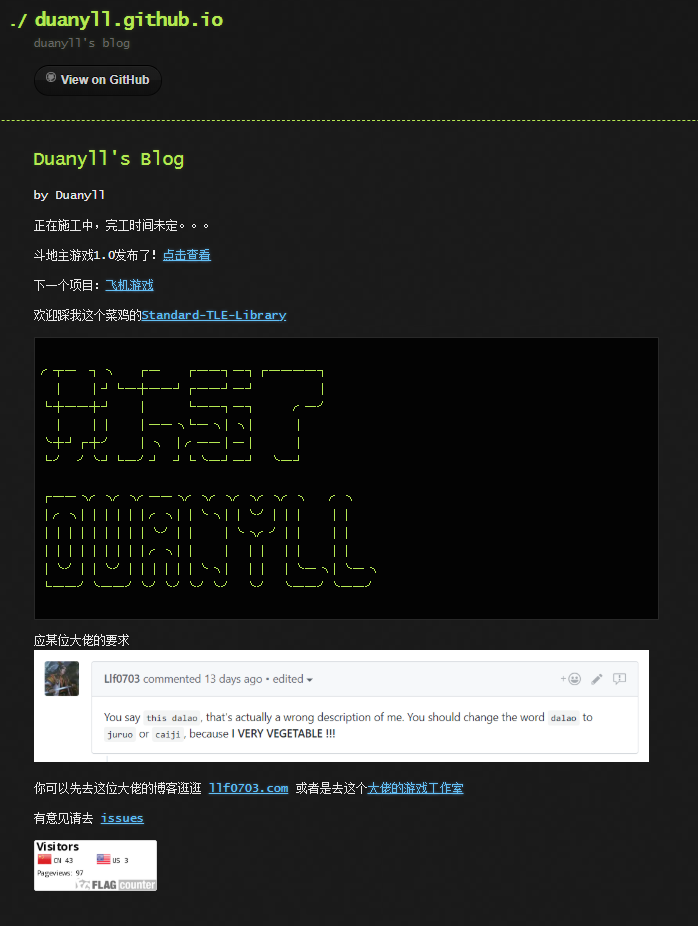 ./ duanyll.github.io
duanyll's blog
View on GitHub
Duanyll's Blog
by Duanyll
正在施工中，完工时间未定。。。
斗地主游戏1.0发布了！点击查看
下一个项目：飞机游戏
欢迎踩我这个菜鸡的Standard-TLE-Library
DUANYLL
应某位大佬的要求
Llf0703 commented 13 days ago • edited
You say this dalao, that's actually a wrong description of me. You should change the word dalao to
juruo or caiji, because I VERY VEGETABLE !!!
你可以先去这位大佬的博客逛逛 llf0703.com 或者是去这个大佬的游戏工作室
有意见请去 issues
Visitors
CN 43 US 3
Pageviews: 97
FLAG counter